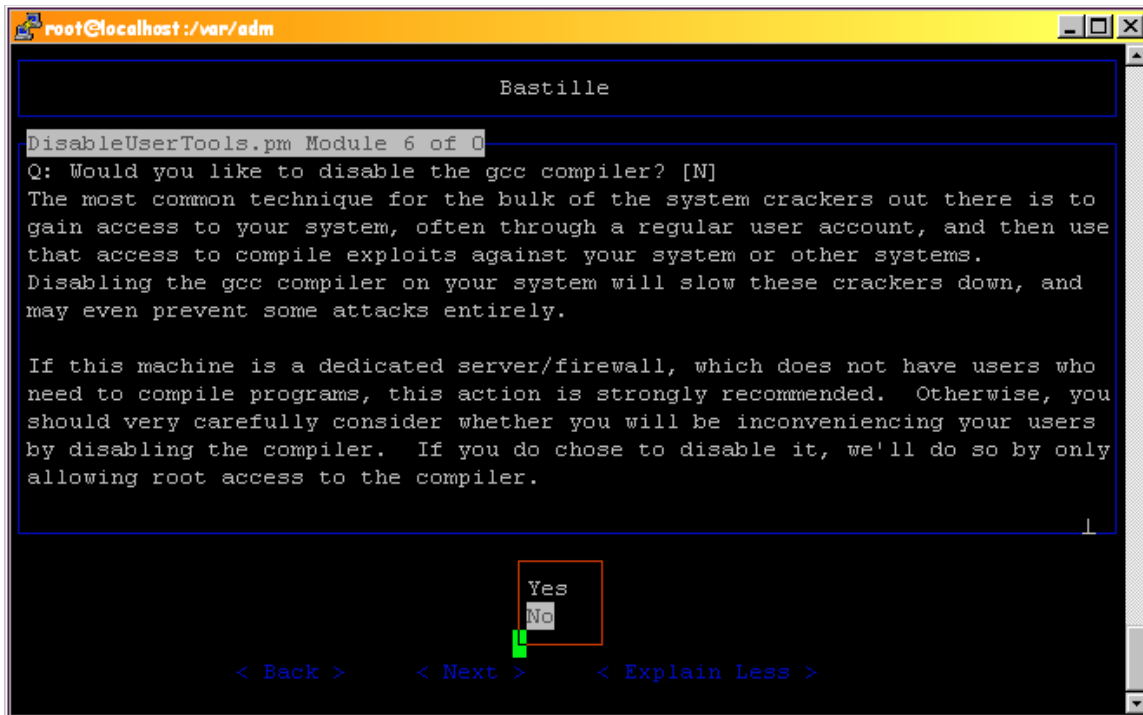 root@localhost:/var/adm
Bastille
DisableUserTools.pm Module 6 of 0
Q: Would you like to disable the gcc compiler? [N]
The most common technique for the bulk of the system crackers out there is to
gain access to your system, often through a regular user account, and then use
that access to compile exploits against your system or other systems.
Disabling the gcc compiler on your system will slow these crackers down, and
may even prevent some attacks entirely.
If this machine is a dedicated server/firewall, which does not have users who
need to compile programs, this action is strongly recommended.  Otherwise, you
should very carefully consider whether you will be inconveniencing your users
by disabling the compiler.  If you do chose to disable it, we'll do so by only
allowing root access to the compiler.
Yes
No
< Back > < Next > < Explain Less >